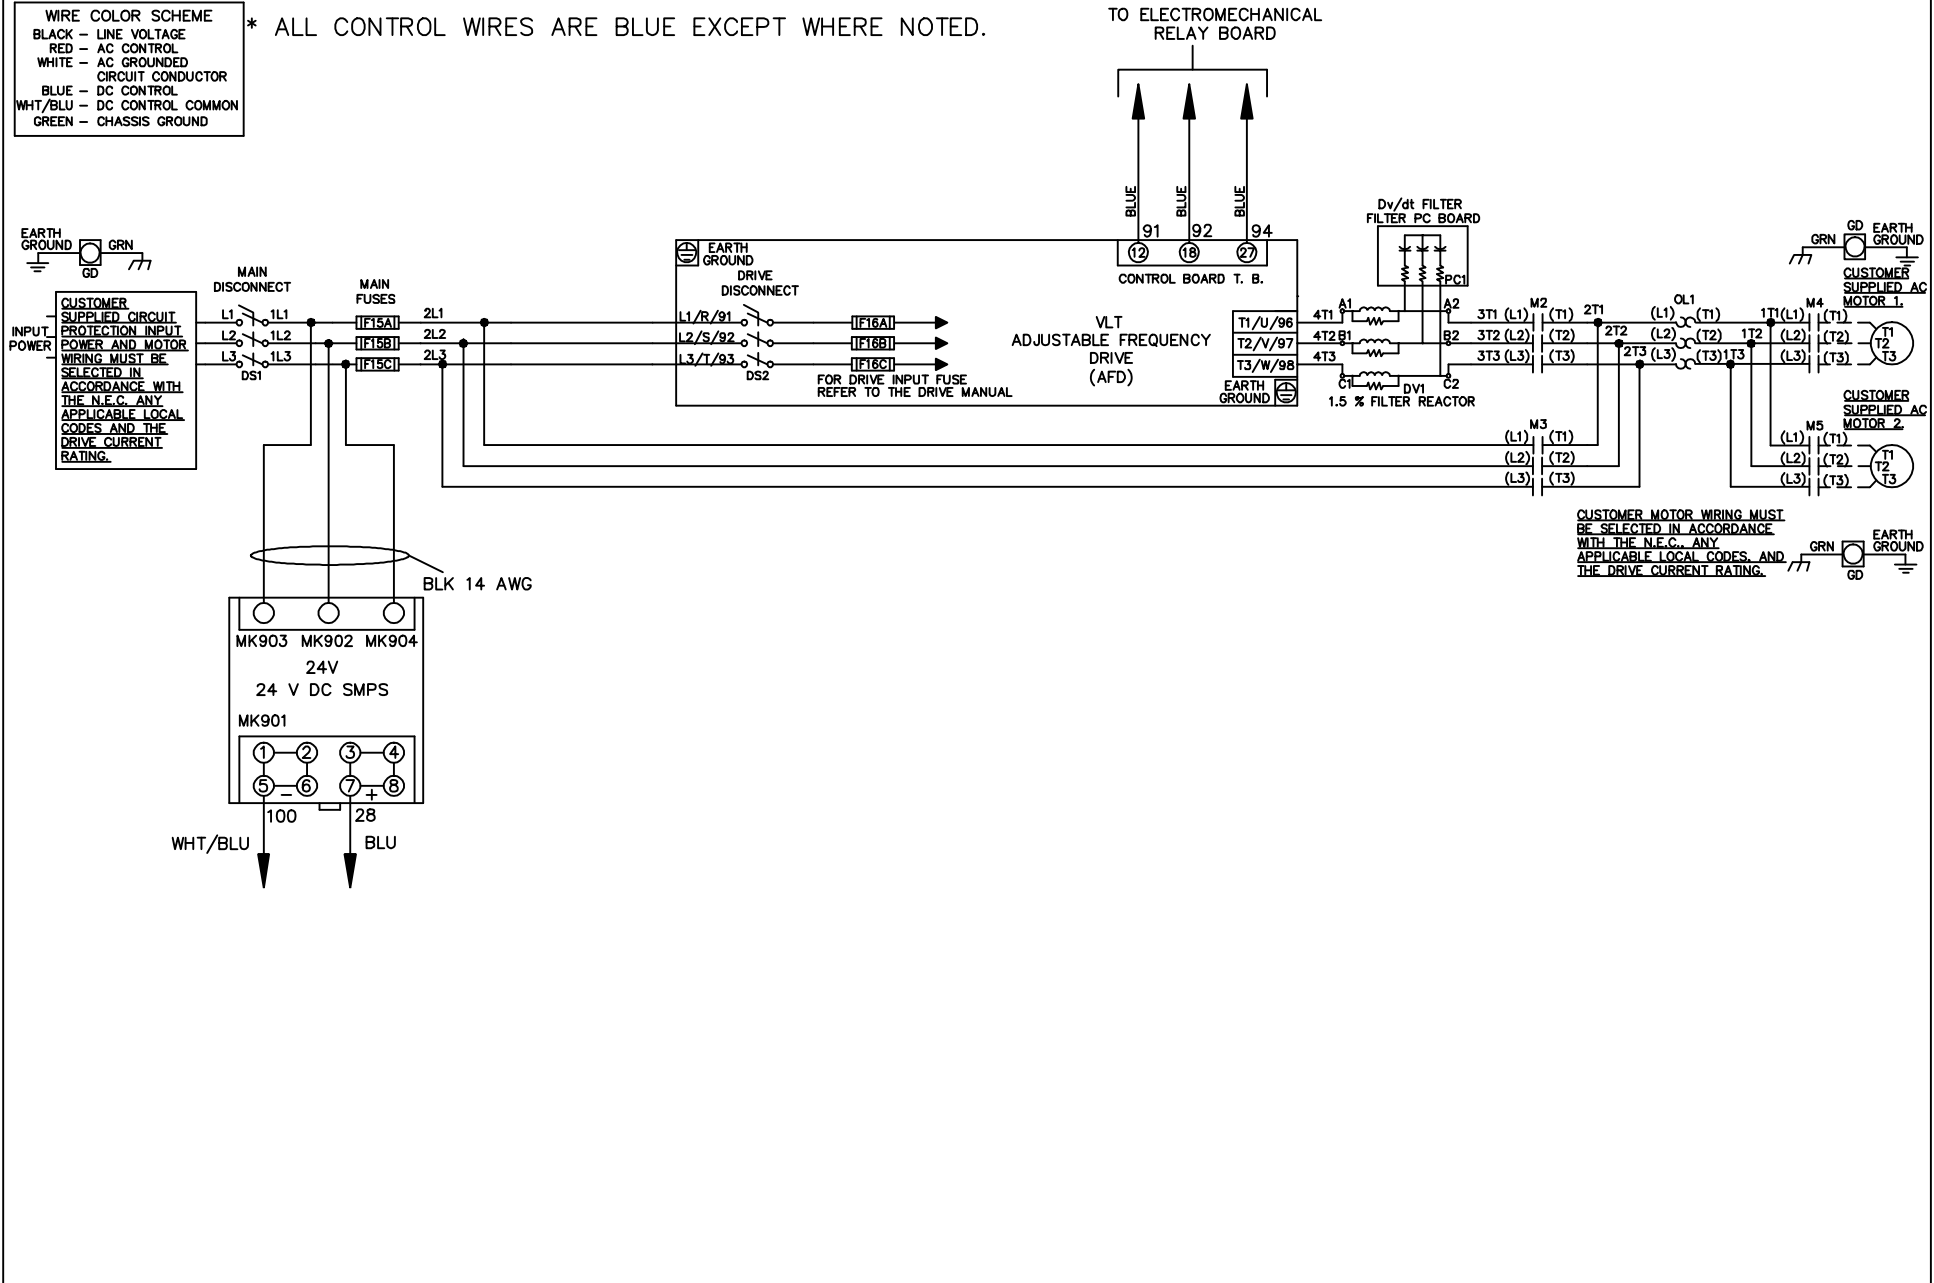 WIRE COLOR SCHEME
BLACK – LINE VOLTAGE
RED – AC CONTROL
WHITE – AC GROUNDED
CIRCUIT CONDUCTOR
BLUE – DC CONTROL
WHT/BLU – DC CONTROL COMMON
GREEN – CHASSIS GROUND
* ALL CONTROL WIRES ARE BLUE EXCEPT WHERE NOTED.
TO ELECTROMECHANICAL
RELAY BOARD
BLUE
BLUE
BLUE
91 92 94
12 18 27
CONTROL BOARD T. B.
EARTH
GROUND
GRN
GD
INPUT
POWER
CUSTOMER
SUPPLIED CIRCUIT
PROTECTION INPUT
POWER AND MOTOR
WIRING MUST BE
SELECTED IN
ACCORDANCE WITH
THE N.E.C. ANY
APPLICABLE LOCAL
CODES AND THE
DRIVE CURRENT
RATING.
MAIN
DISCONNECT
L1 1L1
L2 1L2
L3 1L3
DS1
MAIN
FUSES
F15A
F15B
F15C
2L1
2L2
2L3
EARTH
GROUND
DRIVE
DISCONNECT
L1/R/91
L2/S/92
L3/T/93
DS2
F16A
F16B
F16C
FOR DRIVE INPUT FUSE
REFER TO THE DRIVE MANUAL
VLT
ADJUSTABLE FREQUENCY
DRIVE
(AFD)
T1/U/96
T2/V/97
T3/W/98
EARTH
GROUND
4T1
4T2
4T3
Dv/dt FILTER
FILTER PC BOARD
PC1
A1 A2
B1 B2
C1 C2
DV1
1.5 % FILTER REACTOR
M2
3T1 (L1) (T1) 2T1
3T2 (L2) (T2) 2T2
3T3 (L3) (T3) 2T3
M3
(L1) (T1)
(L2) (T2)
(L3) (T3)
OL1
(L1) (T1) 1T1
(L2) (T2) 1T2
(L3) (T3) 1T3
M4
(L1) (T1)
(L2) (T2)
(L3) (T3)
T1
T2
T3
GRN
GD
EARTH
GROUND
CUSTOMER
SUPPLIED AC
MOTOR 1.
CUSTOMER
SUPPLIED AC
MOTOR 2.
M5
(L1) (T1)
(L2) (T2)
(L3) (T3)
T1
T2
T3
CUSTOMER MOTOR WIRING MUST
BE SELECTED IN ACCORDANCE
WITH THE N.E.C., ANY
APPLICABLE LOCAL CODES, AND
THE DRIVE CURRENT RATING.
GRN
GD
EARTH
GROUND
BLK 14 AWG
MK903 MK902 MK904
24V
24 V DC SMPS
MK901
1 2 3 4
5 – 6 7 + 8
100 28
WHT/BLU BLU